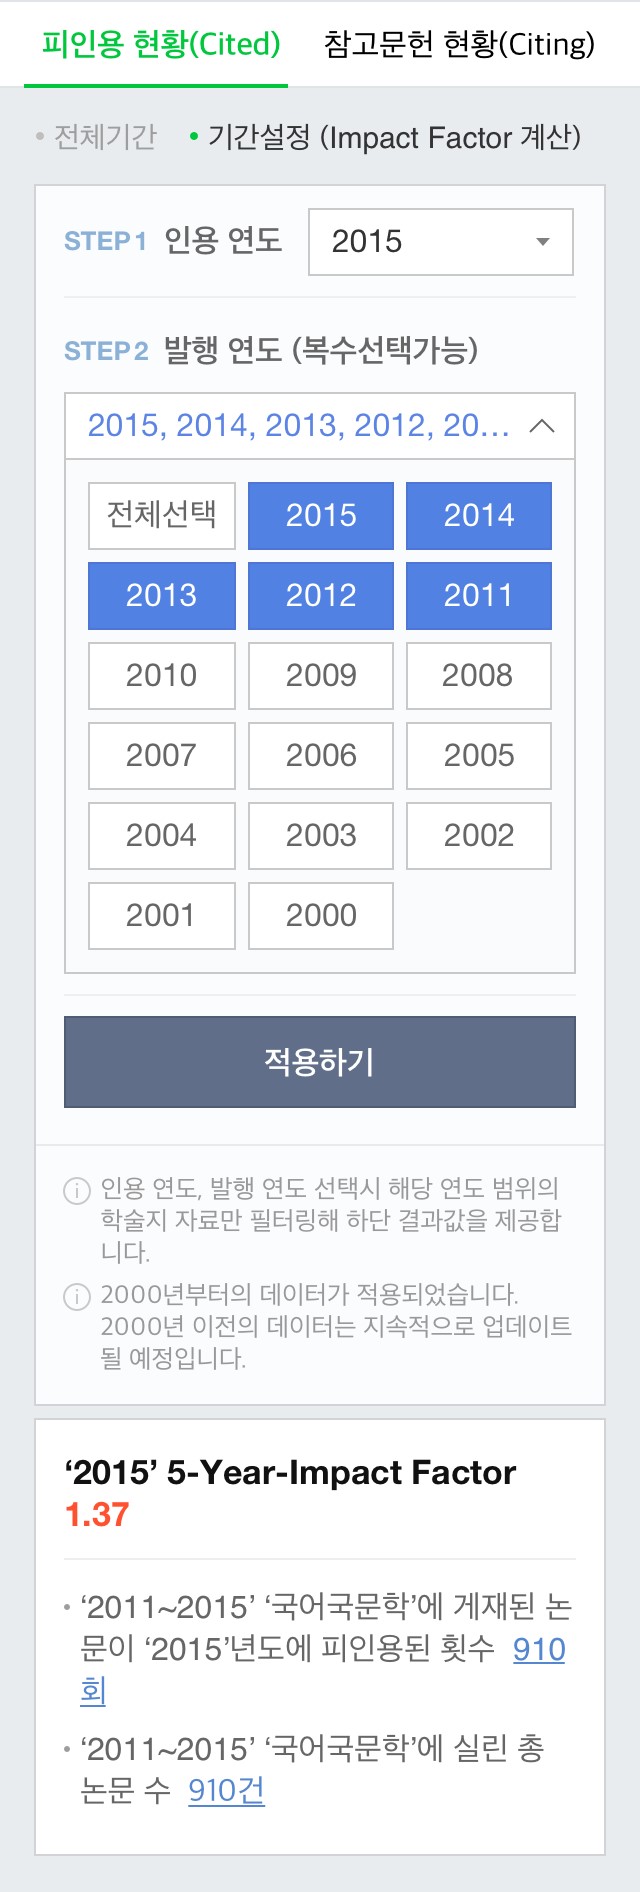 피인용 현황(Cited) 참고문헌 현황(Citing)
• 전체기간 • 기간설정 (Impact Factor 계산)
STEP1 인용 연도 2015
STEP2 발행 연도 (복수선택가능)
2015, 2014, 2013, 2012, 20...
전체선택 2015 2014
2013 2012 2011
2010 2009 2008
2007 2006 2005
2004 2003 2002
2001 2000
적용하기
인용 연도, 발행 연도 선택시 해당 연도 범위의
학술지 자료만 필터링해 하단 결과값을 제공합
니다.
2000년부터의 데이터가 적용되었습니다.
2000년 이전의 데이터는 지속적으로 업데이트
될 예정입니다.
‘2015’ 5-Year-Impact Factor
1.37
• ‘2011~2015’ ‘국어국문학’에 게재된 논
문이 ‘2015’년도에 피인용된 횟수 910
회
• ‘2011~2015’ ‘국어국문학’에 실린 총
논문 수 910건